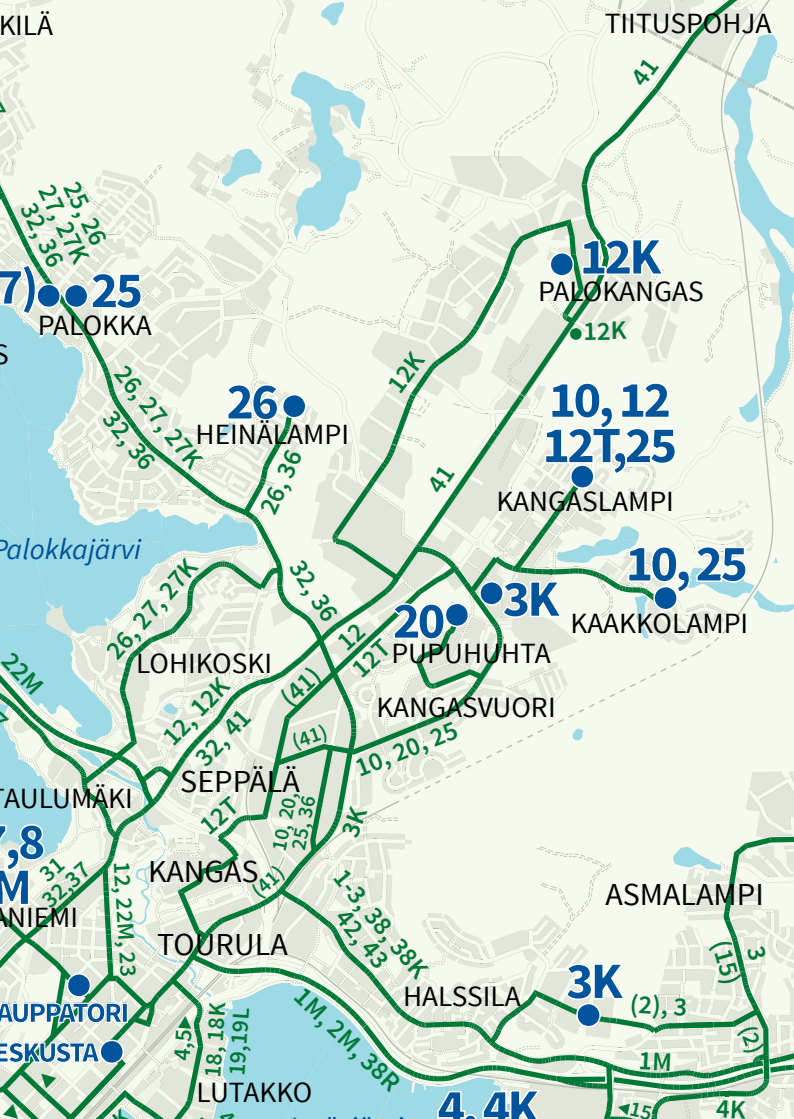 KILÄ
TIITUSPOHJA
41
25, 26
27, 27K
32, 36
12K
PALOKANGAS
7)
25
PALOKKA
S
12K
12K
26, 27, 27K
32, 36
26
HEINÄLAMPI
26, 36
10, 12
12T,25
KANGASLAMPI
41
Palokkajärvi
32, 36
10, 25
KAAKKOLAMPI
3K
20
PUPUHUHTA
26, 27, 27K
LOHIKOSKI
12
12T
22M
(41)
KANGASVUORI
12, 12K
32, 41
(41)
10, 20, 25
SEPPÄLÄ
TAULUMÄKI
12T
10, 20,
25, 36
3K
7,8
M
31
32,37
ANIEMI
KANGAS
(41)
12, 22M, 23
1-3, 38, 38K
42, 43
ASMALAMPI
TOURULA
3
(15)
HALSSILA
3K
(2), 3
(2)
AUPPATORI
ESKUSTA
4,5
18, 18K
19,19L
1M, 2M, 38R
1M
LUTAKKO
4, 4K
15
4K